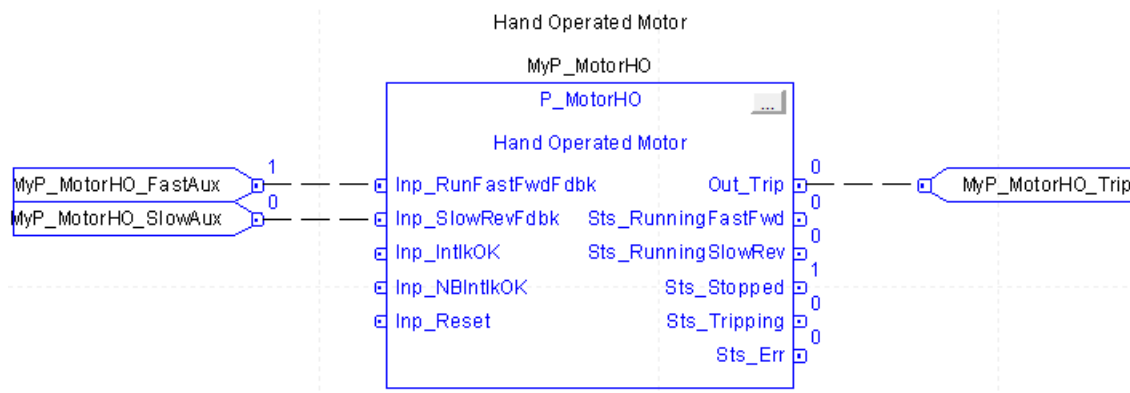 Hand Operated Motor
MyP_MotorHO
P_MotorHO
...
Hand Operated Motor
MyP_MotorHO_FastAux 1 Inp_RunFastFwdFdbk Out_Trip 0 MyP_MotorHO_Trip
MyP_MotorHO_SlowAux 0 Inp_SlowRevFdbk Sts_RunningFastFwd 0
Inp_IntlkOK Sts_RunningSlowRev 0
Inp_NBIntlkOK Sts_Stopped 1
Inp_Reset Sts_Tripping 0
Sts_Err 0